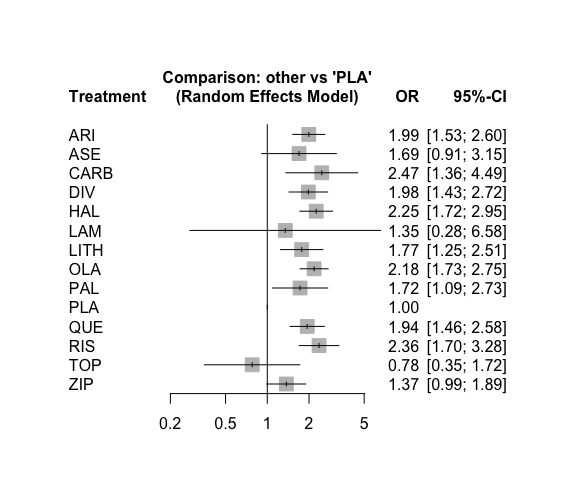 Comparison: other vs 'PLA'
Treatment (Random Effects Model) OR 95%-CI
ARI 1.99 [1.53; 2.60]
ASE 1.69 [0.91; 3.15]
CARB 2.47 [1.36; 4.49]
DIV 1.98 [1.43; 2.72]
HAL 2.25 [1.72; 2.95]
LAM 1.35 [0.28; 6.58]
LITH 1.77 [1.25; 2.51]
OLA 2.18 [1.73; 2.75]
PAL 1.72 [1.09; 2.73]
PLA 1.00
QUE 1.94 [1.46; 2.58]
RIS 2.36 [1.70; 3.28]
TOP 0.78 [0.35; 1.72]
ZIP 1.37 [0.99; 1.89]
0.2 0.5 1 2 5